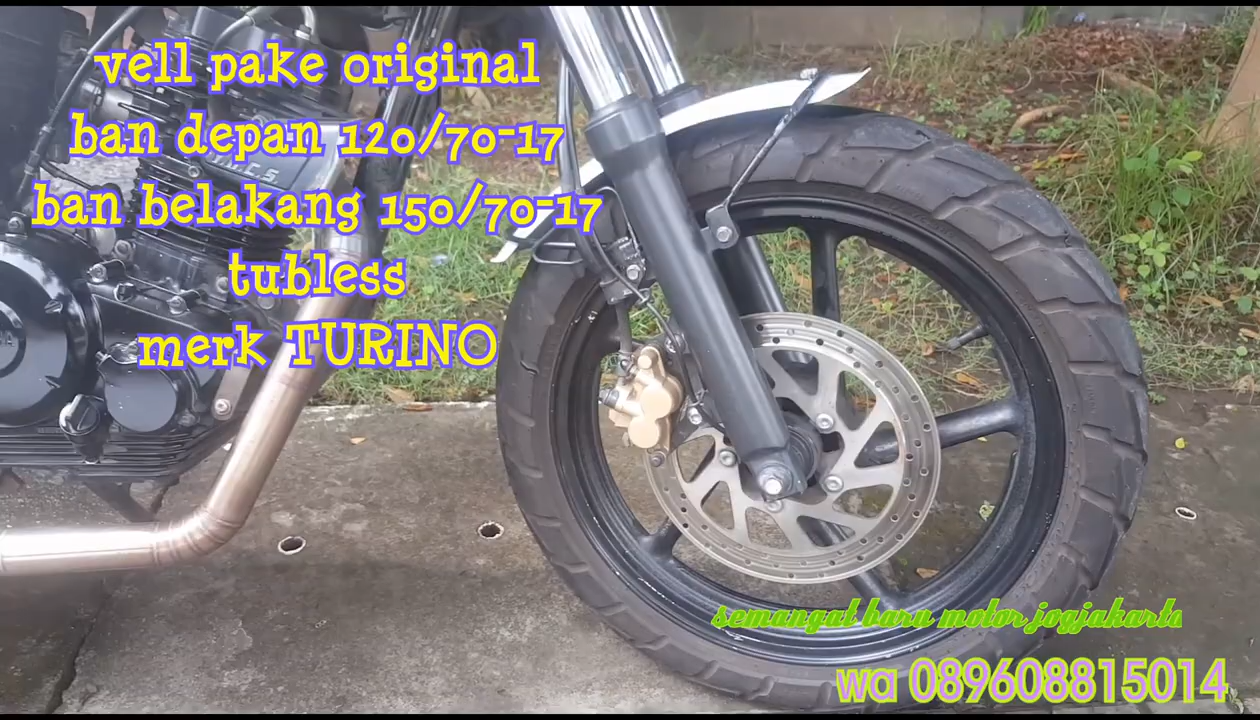 vell pake original
ban depan 120/70-17
ban belakang 150/70-17
tubless
merk TURINO
semangat baru motor jogjakarta
wa 089608815014